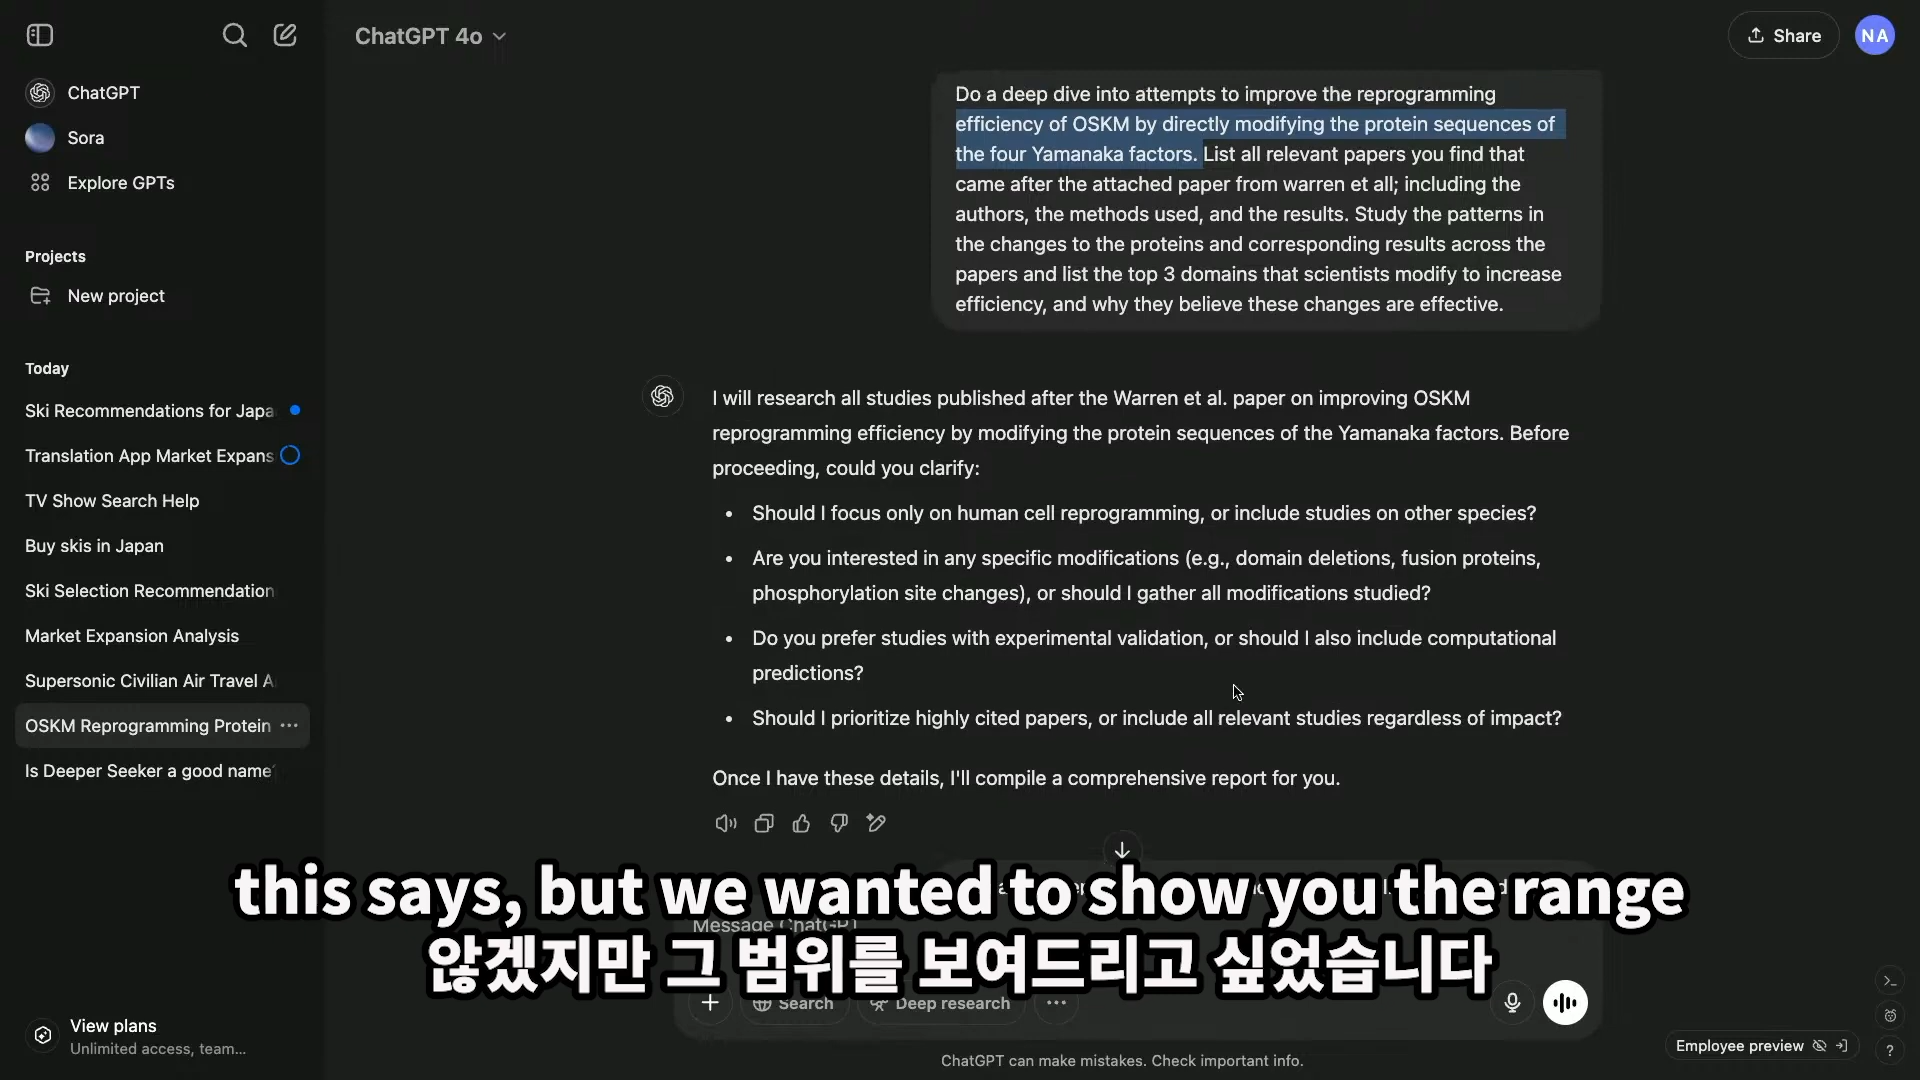 ChatGPT 4o
Share
NA
ChatGPT
Sora
Explore GPTs
Projects
New project
Today
Ski Recommendations for Japa
Translation App Market Expans
TV Show Search Help
Buy skis in Japan
Ski Selection Recommendation
Market Expansion Analysis
Supersonic Civilian Air Travel A
OSKM Reprogramming Protein
Is Deeper Seeker a good name
View plans
Unlimited access, team...
Do a deep dive into attempts to improve the reprogramming
efficiency of OSKM by directly modifying the protein sequences of
the four Yamanaka factors. List all relevant papers you find that
came after the attached paper from warren et all; including the
authors, the methods used, and the results. Study the patterns in
the changes to the proteins and corresponding results across the
papers and list the top 3 domains that scientists modify to increase
efficiency, and why they believe these changes are effective.
I will research all studies published after the Warren et al. paper on improving OSKM
reprogramming efficiency by modifying the protein sequences of the Yamanaka factors. Before
proceeding, could you clarify:
• Should I focus only on human cell reprogramming, or include studies on other species?
• Are you interested in any specific modifications (e.g., domain deletions, fusion proteins,
phosphorylation site changes), or should I gather all modifications studied?
• Do you prefer studies with experimental validation, or should I also include computational
predictions?
• Should I prioritize highly cited papers, or include all relevant studies regardless of impact?
Once I have these details, I'll compile a comprehensive report for you.
this says, but we wanted to show you the range
Message ChatGPT
않겠지만 그 범위를 보여드리고 싶었습니다
Search
Deep research
ChatGPT can make mistakes. Check important info.
Employee preview
?